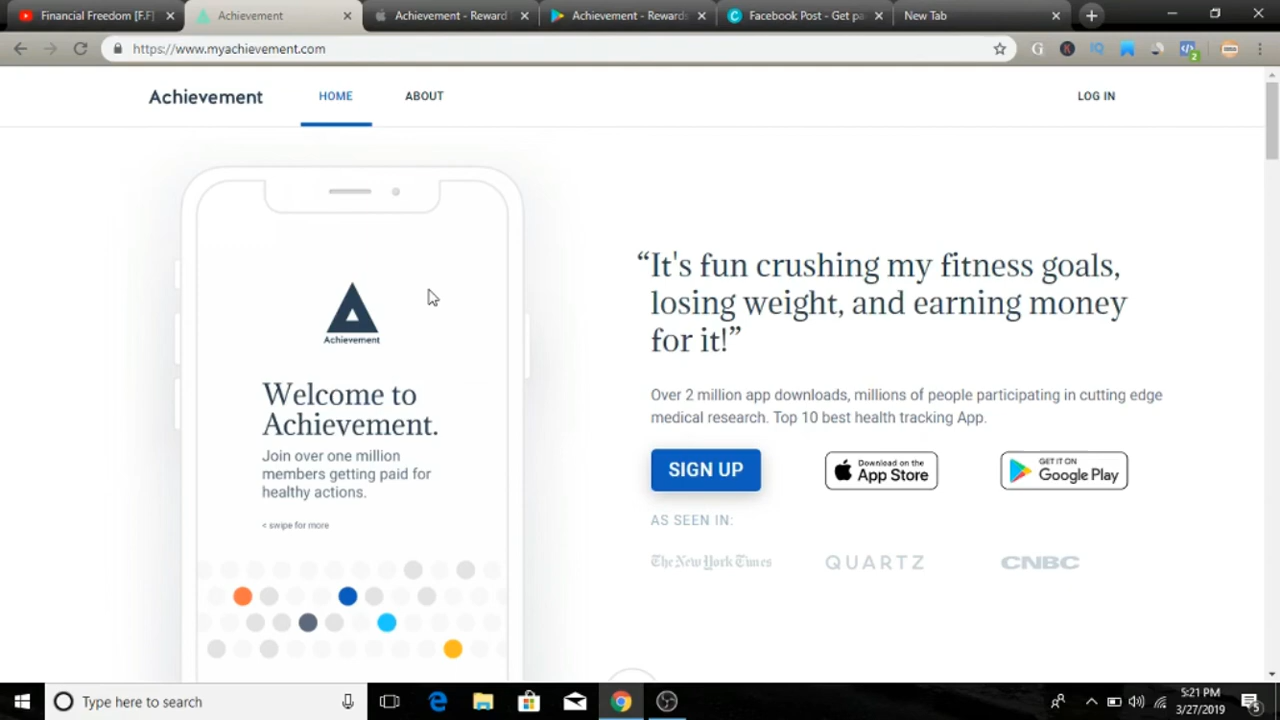 Financial Freedom [F.F]
Achievement
Achievement - Reward
Achievement - Rewards
Facebook Post - Get pa
New Tab
https://www.myachievement.com
2
Achievement
HOME
ABOUT
LOG IN
Achievement
Welcome to
Achievement.
Join over one million
members getting paid for
healthy actions.
< swipe for more
“It's fun crushing my fitness goals,
losing weight, and earning money
for it!”
Over 2 million app downloads, millions of people participating in cutting edge
medical research. Top 10 best health tracking App.
SIGN UP
Download on the
App Store
GET IT ON
Google Play
AS SEEN IN:
The New York Times
QUARTZ
CNBC
Type here to search
5:21 PM
3/27/2019
5